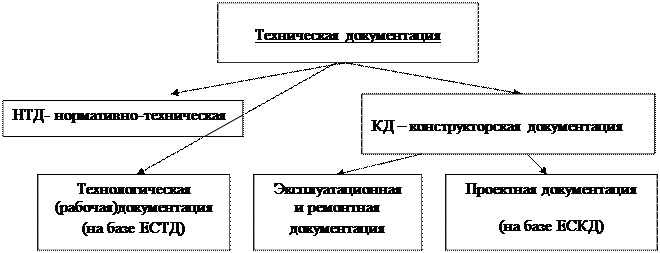 Техническая документация
НТД- нормативно-техническая
КД – конструкторская документация
Технологическая
(рабочая)документация
(на базе ЕСТД)
Эксплуатационная
и ремонтная
документация
Проектная документация
(на базе ЕСКД)